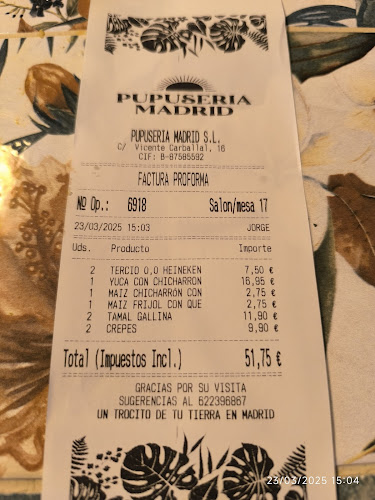 PUPUSERIA
MADRID
PUPUSERIA MADRID S.L.
C/ Vicente Carballal, 16
CIF: B-87585592
FACTURA PROFORMA
Nº Op.: 6918 Salon/mesa 17
23/03/2025 15:03 JORGE
Uds. Producto Importe
2 TERCIO 0,0 HEINEKEN 7,50 €
1 YUCA CON CHICHARRON 16,95 €
1 MAIZ CHICHARRON CON 2,75 €
1 MAIZ FRIJOL CON QUE 2,75 €
2 TAMAL GALLINA 11,90 €
2 CREPES 9,90 €
Total (Impuestos Incl.) 51,75 €
GRACIAS POR SU VISITA
SUGERENCIAS AL 622396867
UN TROCITO DE TU TIERRA EN MADRID
23/03/2025 15:04